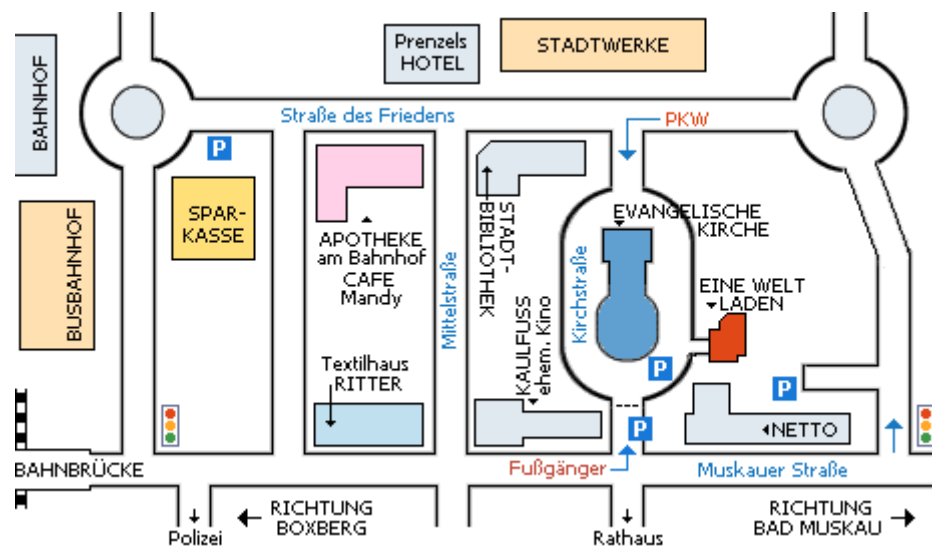 Prenzels
HOTEL
STADTWERKE
BAHNHOF
Straße des Friedens
PKW
P
SPAR-
KASSE
BUSBAHNHOF
APOTHEKE
am Bahnhof
CAFE
Mandy
Mittelstraße
STADT-
BIBLIOTHEK
EVANGELISCHE
KIRCHE
Kirchstraße
EINE WELT
LADEN
KAULFUSS
ehem. Kino
Textilhaus
RITTER
P
P
P
NETTO
BAHNBRÜCKE
Fußgänger
Muskauer Straße
RICHTUNG
BOXBERG
RICHTUNG
BAD MUSKAU
Polizei
Rathaus